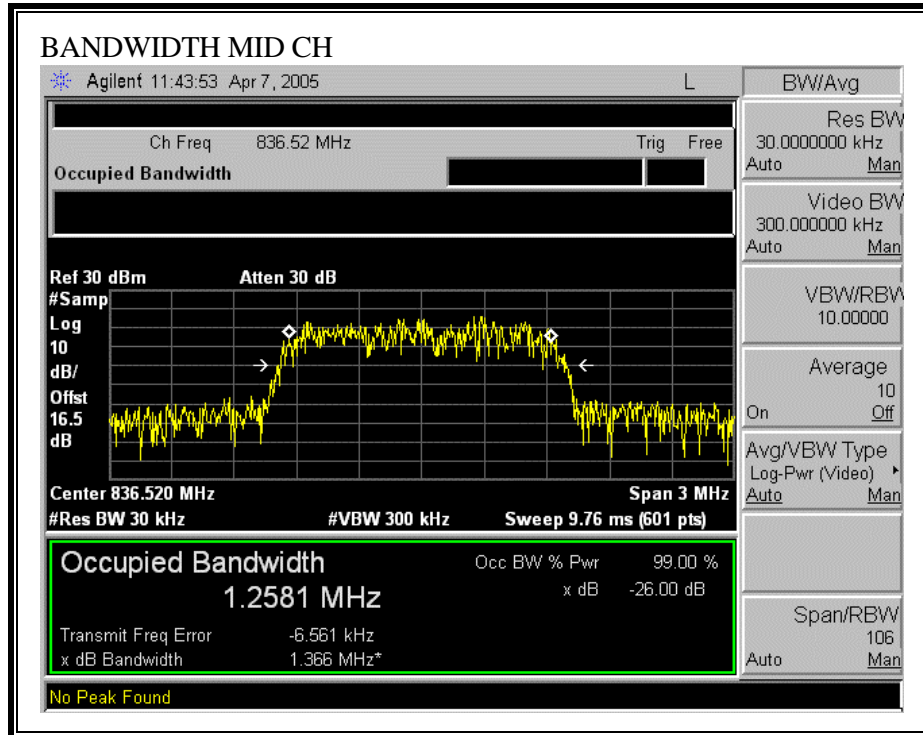 BANDWIDTH MID CH
Agilent 11:43:53 Apr 7, 2005 L
BW/Avg
Ch Freq 836.52 MHz Trig Free
Occupied Bandwidth
Res BW
30.0000000 kHz
Auto Man
Video BW
300.000000 kHz
Auto Man
VBW/RBW
10.00000
Average
10
On Off
Avg/VBW Type
Log-Pwr (Video)
Auto Man
Span/RBW
106
Auto Man
Ref 30 dBm Atten 30 dB
#Samp
Log
10
dB/
Offst
16.5
dB
Center 836.520 MHz Span 3 MHz
#Res BW 30 kHz #VBW 300 kHz Sweep 9.76 ms (601 pts)
Occupied Bandwidth
1.2581 MHz
Occ BW % Pwr 99.00 %
x dB -26.00 dB
Transmit Freq Error -6.561 kHz
x dB Bandwidth 1.366 MHz*
No Peak Found